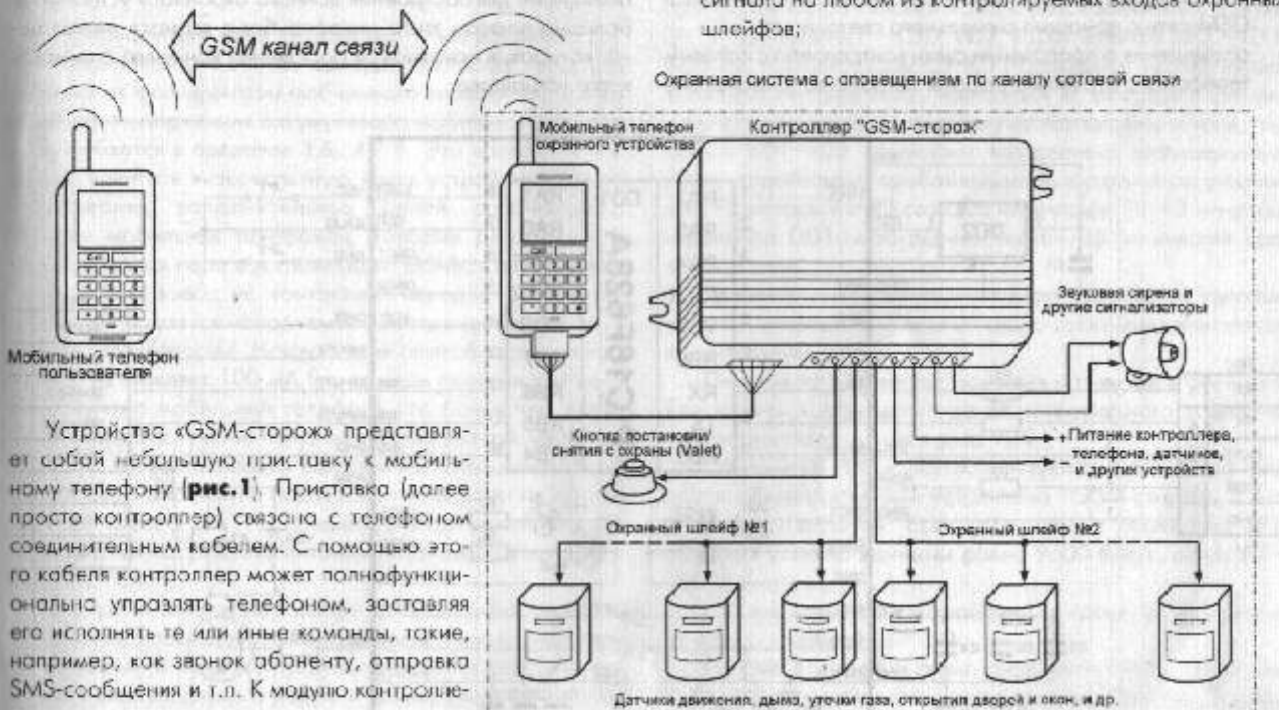 сигнала на любом из контролируемых входов охранных
шлейфов;
Охранная система с оповещением по каналу сотовой связи
GSM канал связи
Мобильный телефон
охранного устройства
Контроллер "GSM-сторож"
Звуковая сирена и
другие сигнализаторы
Мобильный телефон
пользователя
Кнопка постановки/
снятия с охраны (Valet)
+ Питание контроллера,
телефона, датчиков,
– и других устройств
Охранный шлейф №1
Охранный шлейф №2
Датчики движения, дыма, утечки газа, открытия дверей и окон, и др.
Устройство «GSM-сторож» представля-
ет собой небольшую приставку к мобиль-
ному телефону (рис.1). Приставка (далее
просто контроллер) связана с телефоном
соединительным кабелем. С помощью это-
го кабеля контроллер может полнофункци-
онально управлять телефоном, заставляя
его исполнять те или иные команды, такие,
например, как звонок абоненту, отправка
SMS-сообщения и т.п. К модулю контролле-